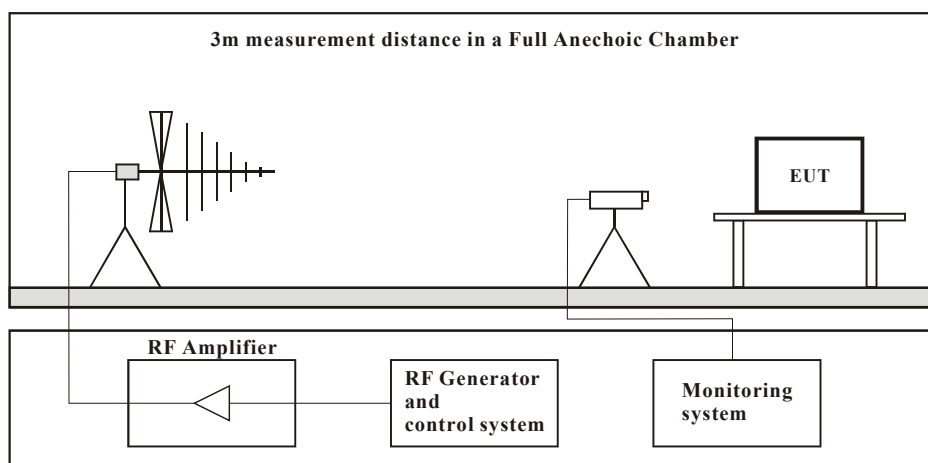 3m measurement distance in a Full Anechoic Chamber
EUT
RF Amplifier
RF Generator
and
control system
Monitoring
system